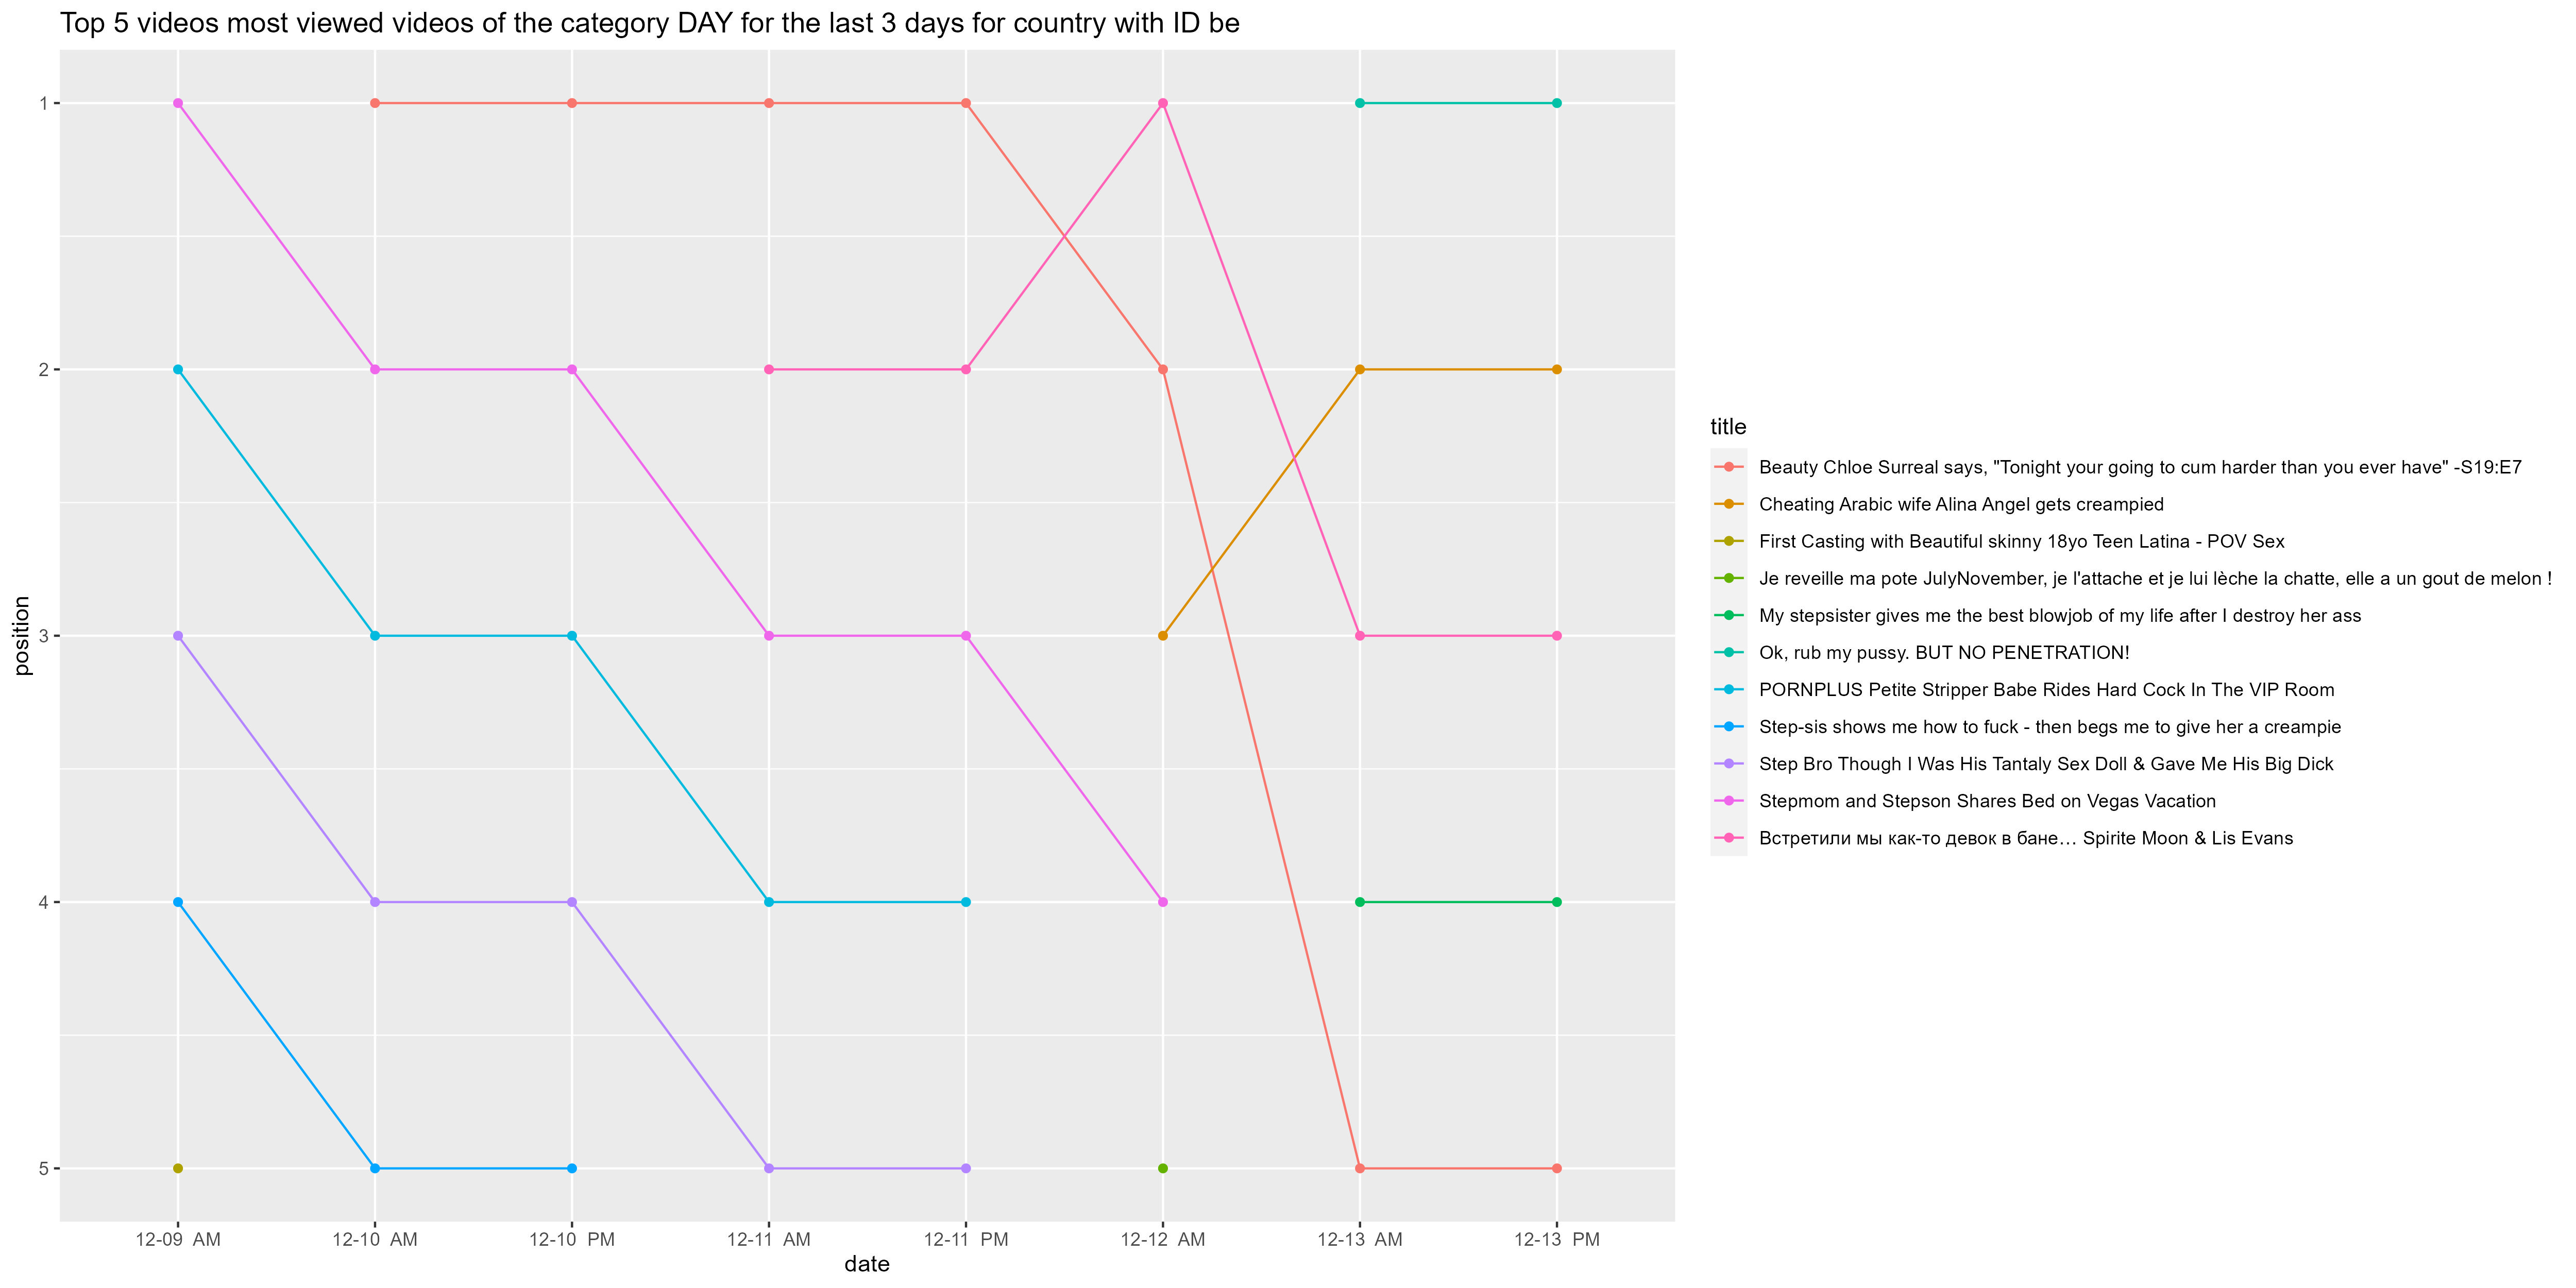 Top 5 videos most viewed videos of the category DAY for the last 3 days for country with ID be
position
1
2
3
4
5
12-09 AM
12-10 AM
12-10 PM
12-11 AM
12-11 PM
12-12 AM
12-13 AM
12-13 PM
date
title
Beauty Chloe Surreal says, "Tonight your going to cum harder than you ever have" -S19:E7
Cheating Arabic wife Alina Angel gets creampied
First Casting with Beautiful skinny 18yo Teen Latina - POV Sex
Je reveille ma pote JulyNovember, je l'attache et je lui lèche la chatte, elle a un gout de melon !
My stepsister gives me the best blowjob of my life after I destroy her ass
Ok, rub my pussy. BUT NO PENETRATION!
PORNPLUS Petite Stripper Babe Rides Hard Cock In The VIP Room
Step-sis shows me how to fuck - then begs me to give her a creampie
Step Bro Though I Was His Tantaly Sex Doll & Gave Me His Big Dick
Stepmom and Stepson Shares Bed on Vegas Vacation
Встретили мы как-то девок в бане… Spirite Moon & Lis Evans